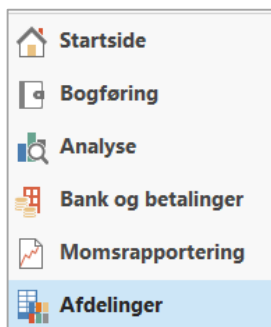 Startside
Bogføring
Analyse
Bank og betalinger
Momsrapportering
Afdelinger